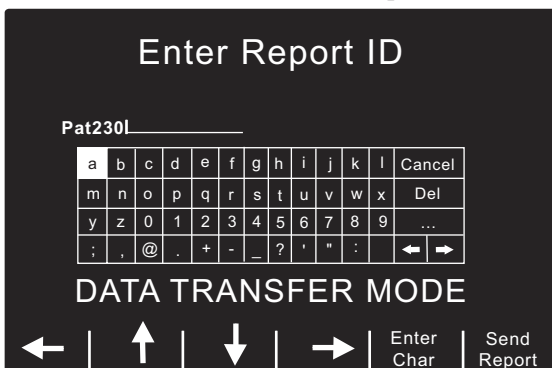 Enter Report ID
Pat230
a b c d e f g h i j k l Cancel
m n o p q r s t u v w x Del
y z 0 1 2 3 4 5 6 7 8 9 ...
; , @ . + - _ ? ' " :
DATA TRANSFER MODE
Enter Char
Send Report